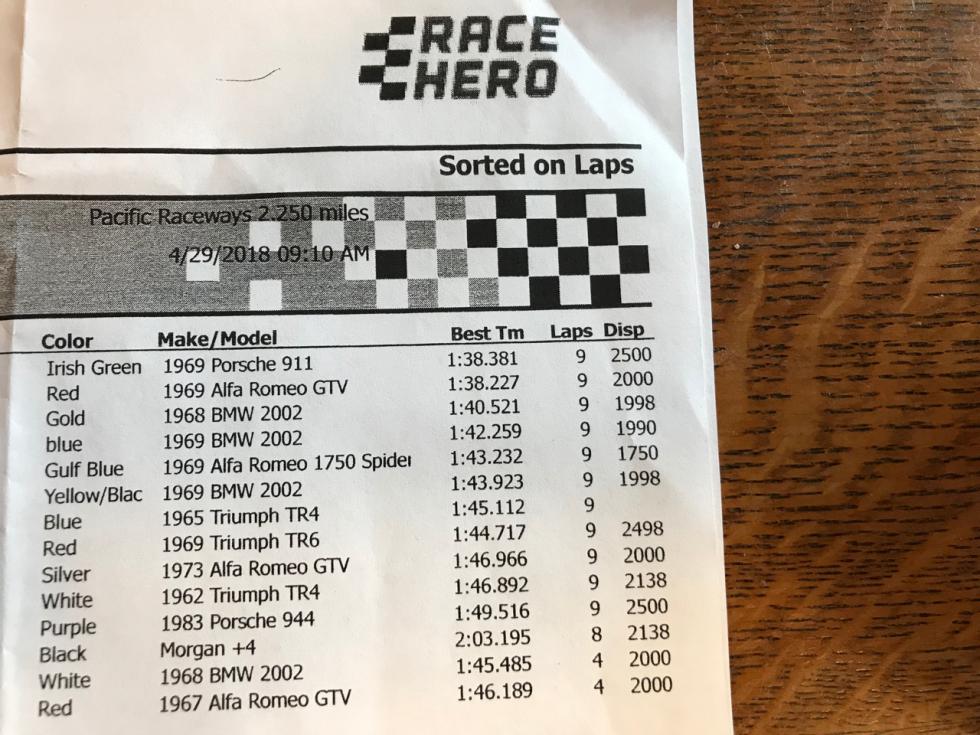 RACE
HERO
Sorted on Laps
Pacific Raceways 2.250 miles
4/29/2018 09:10 AM
Color Make/Model Best Tm Laps Disp
Irish Green 1969 Porsche 911 1:38.381 9 2500
Red 1969 Alfa Romeo GTV 1:38.227 9 2000
Gold 1968 BMW 2002 1:40.521 9 1998
blue 1969 BMW 2002 1:42.259 9 1990
Gulf Blue 1969 Alfa Romeo 1750 Spider 1:43.232 9 1750
Yellow/Blac 1969 BMW 2002 1:43.923 9 1998
Blue 1965 Triumph TR4 1:45.112 9
Red 1969 Triumph TR6 1:44.717 9 2498
Silver 1973 Alfa Romeo GTV 1:46.966 9 2000
White 1962 Triumph TR4 1:46.892 9 2138
Purple 1983 Porsche 944 1:49.516 9 2500
Black Morgan +4 2:03.195 8 2138
White 1968 BMW 2002 1:45.485 4 2000
Red 1967 Alfa Romeo GTV 1:46.189 4 2000